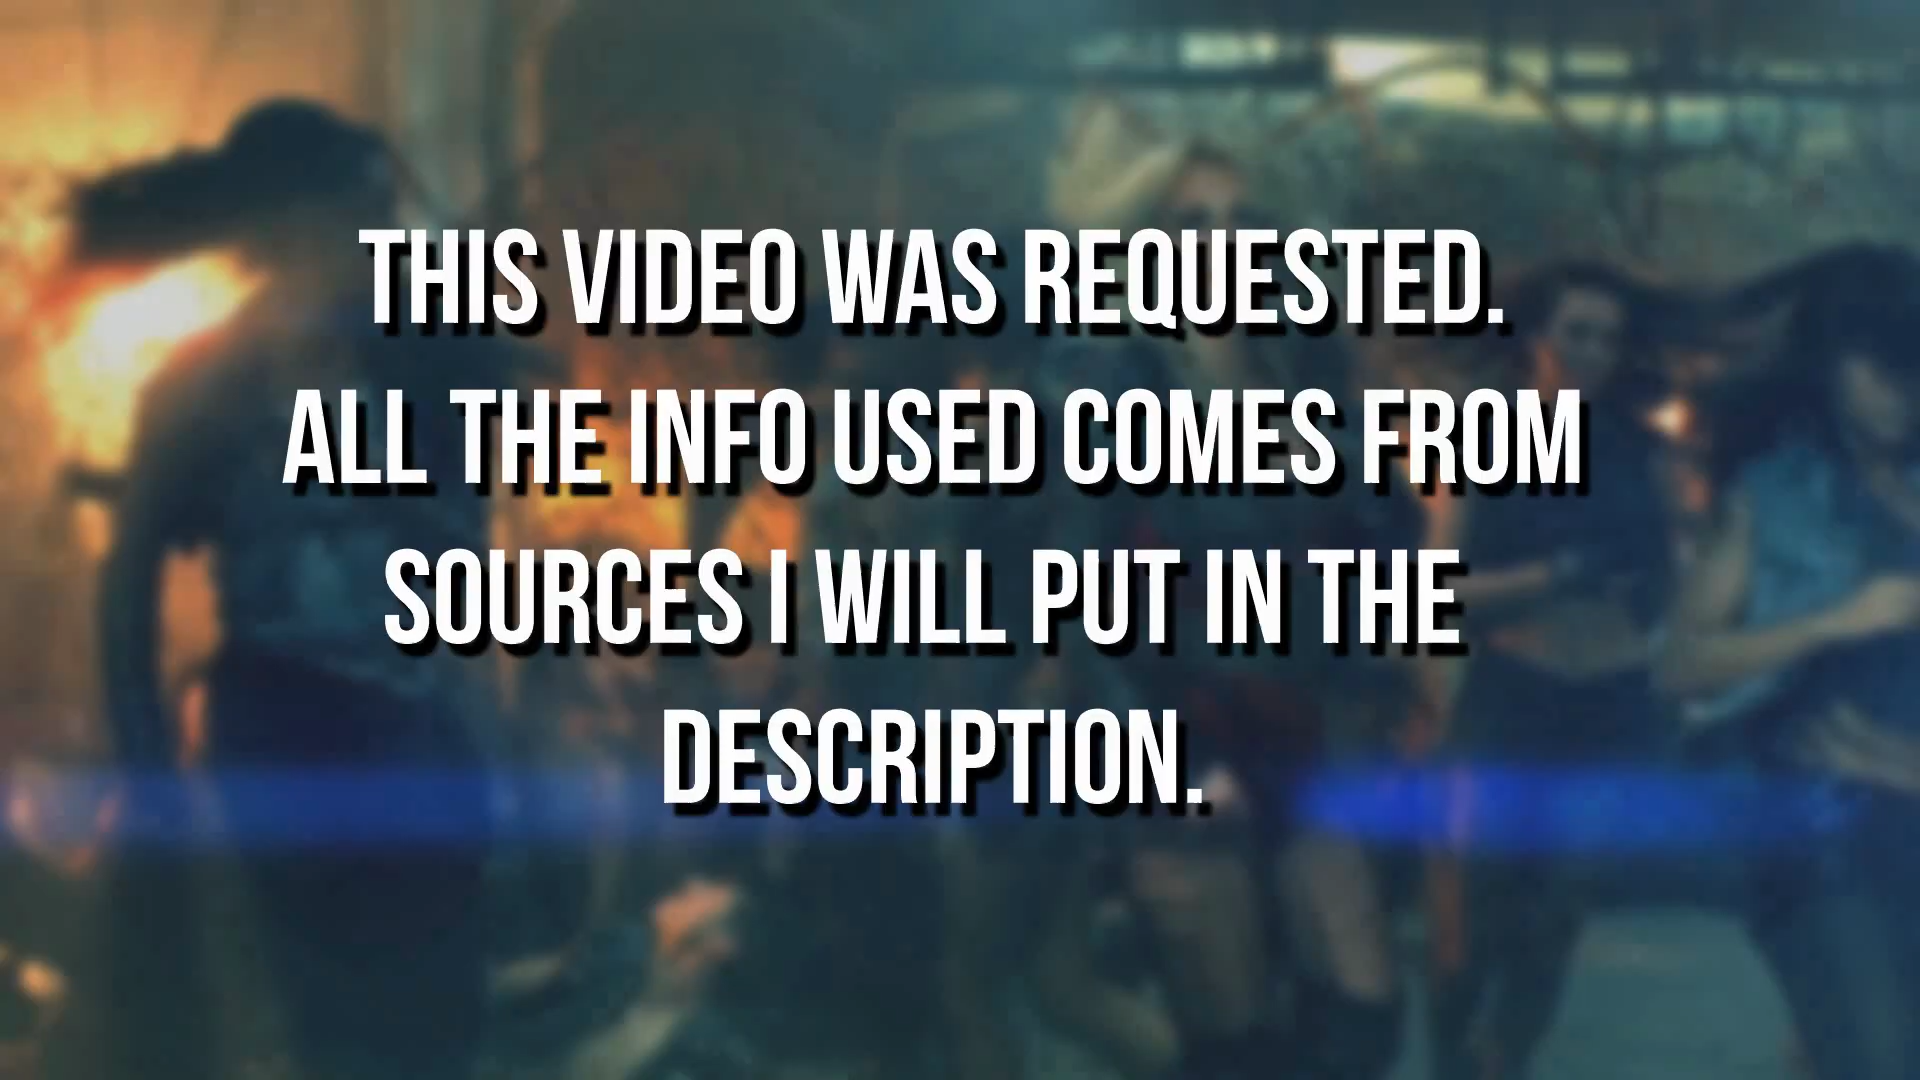 THIS VIDEO WAS REQUESTED.
ALL THE INFO USED COMES FROM
SOURCES I WILL PUT IN THE
DESCRIPTION.